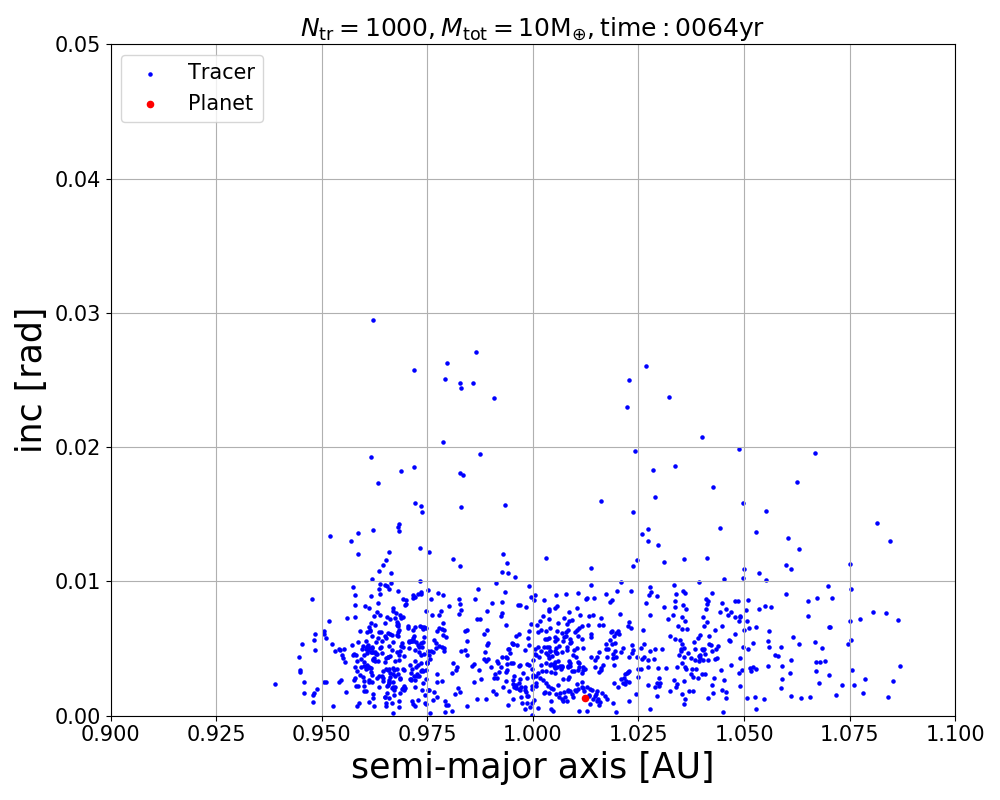 N_tr = 1000, M_tot = 10M_⊕, time : 0064yr
0.05
Tracer
Planet
0.04
0.03
0.02
0.01
0.00
inc [rad]
0.900 0.925 0.950 0.975 1.000 1.025 1.050 1.075 1.100
semi-major axis [AU]